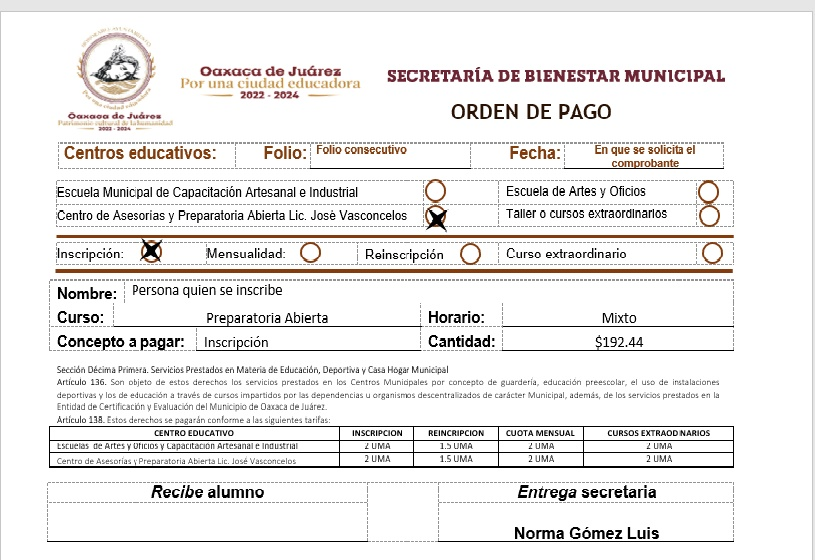 Oaxaca de Juárez
Patrimonio cultural de la humanidad
2022 - 2024
Oaxaca de Juárez
Por una ciudad educadora
2022 - 2024
SECRETARÍA DE BIENESTAR MUNICIPAL
ORDEN DE PAGO
Centros educativos: Folio: Folio consecutivo Fecha: En que se solicita el
comprobante
Escuela Municipal de Capacitación Artesanal e Industrial Escuela de Artes y Oficios
Centro de Asesorías y Preparatoria Abierta Lic. José Vasconcelos Taller o cursos extraordinarios
Inscripción: Mensualidad: Reinscripción Curso extraordinario
Nombre: Persona quien se inscribe
Curso: Preparatoria Abierta Horario: Mixto
Concepto a pagar: Inscripción Cantidad: $192.44
Sección Décima Primera. Servicios Prestados en Materia de Educación, Deportiva y Casa Hogar Municipal
Artículo 136. Son objeto de estos derechos los servicios prestados en los Centros Municipales por concepto de guardería, educación preescolar, el uso de instalaciones
deportivas y los de educación a través de cursos impartidos por las dependencias u organismos descentralizados de carácter Municipal, además, de los servicios prestados en la
Entidad de Certificación y Evaluación del Municipio de Oaxaca de Juárez.
Artículo 138. Estos derechos se pagarán conforme a las siguientes tarifas:
CENTRO EDUCATIVO INSCRIPCION REINCRIPCION CUOTA MENSUAL CURSOS EXTRAORDINARIOS
Escuelas de Artes y Oficios y Capacitación Artesanal e Industrial 2 UMA 1.5 UMA 2 UMA 2 UMA
Centro de Asesorías y Preparatoria Abierta Lic. José Vasconcelos 2 UMA 1.5 UMA 2 UMA 2 UMA
Recibe alumno Entrega secretaria
Norma Gómez Luis